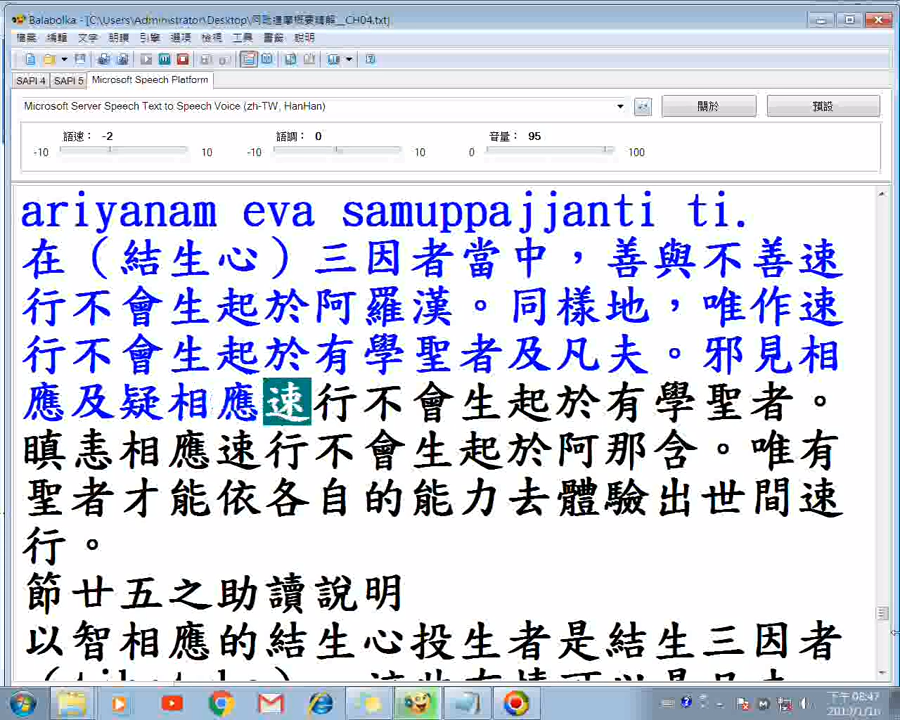 Balabolka - [C:\Users\Administrator\Desktop\阿毗達摩概要精解__CH04.txt]
檔案 編輯 文字 朗讀 引擎 選項 檢視 工具 書籤 說明
SAPI 4 SAPI 5 Microsoft Speech Platform
Microsoft Server Speech Text to Speech Voice (zh-TW, HanHan) 關於 預設
語速： -2 語調： 0 音量： 95
-10 10 -10 10 0 100
ariyanam eva samuppajjanti ti.
在（結生心）三因者當中，善與不善速
行不會生起於阿羅漢。同樣地，唯作速
行不會生起於有學聖者及凡夫。邪見相
應及疑相應速行不會生起於有學聖者。
瞋恚相應速行不會生起於阿那含。唯有
聖者才能依各自的能力去體驗出世間速
行。
節廿五之助讀說明
以智相應的結生心投生者是結生三因者
下午 08:47